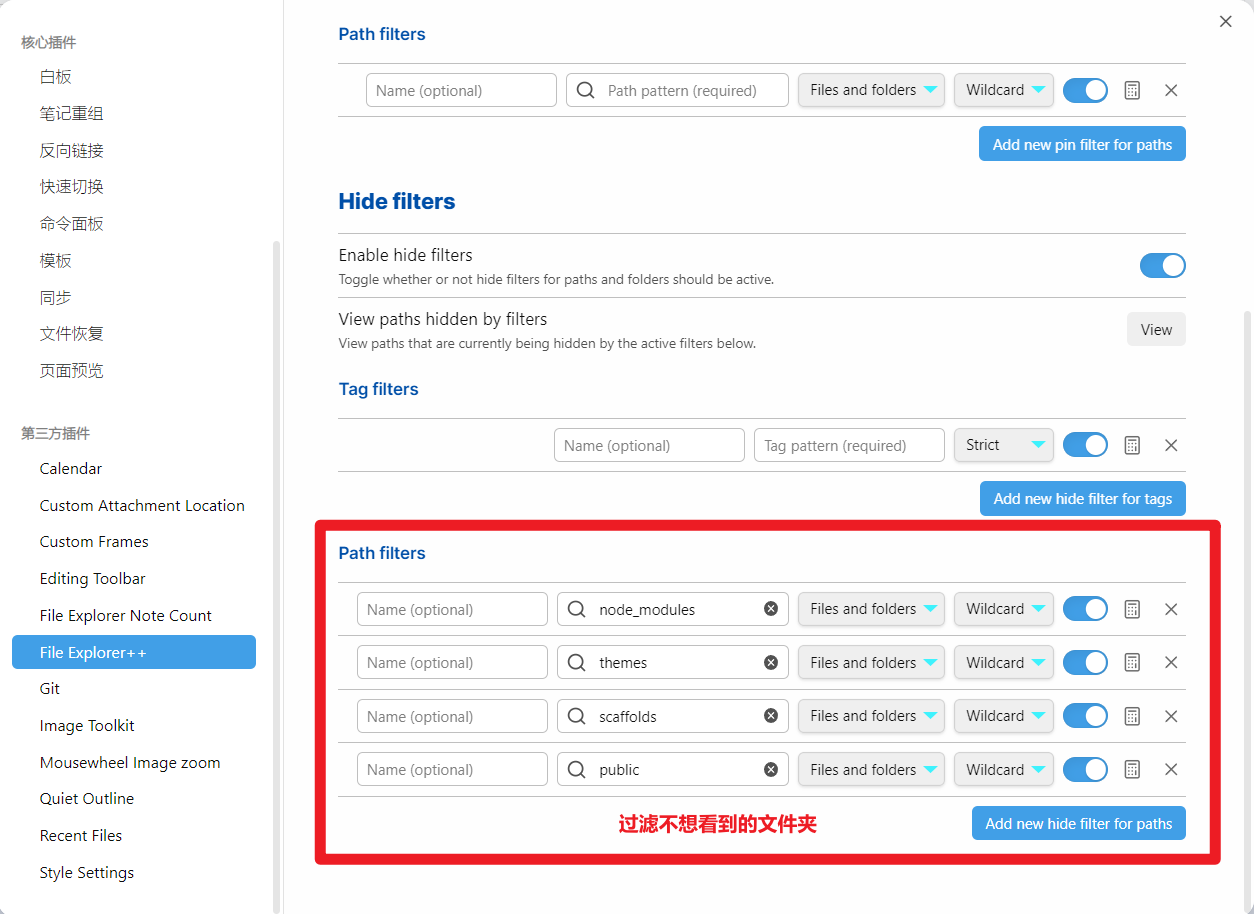 核心插件
白板
笔记重组
反向链接
快速切换
命令面板
模板
同步
文件恢复
页面预览
第三方插件
Calendar
Custom Attachment Location
Custom Frames
Editing Toolbar
File Explorer Note Count
File Explorer++
Git
Image Toolkit
Mousewheel Image zoom
Quiet Outline
Recent Files
Style Settings
Path filters
Name (optional) Path pattern (required) Files and folders Wildcard
Add new pin filter for paths
Hide filters
Enable hide filters
Toggle whether or not hide filters for paths and folders should be active.
View paths hidden by filters
View paths that are currently being hidden by the active filters below.
View
Tag filters
Name (optional) Tag pattern (required) Strict
Add new hide filter for tags
Path filters
Name (optional) node_modules Files and folders Wildcard
Name (optional) themes Files and folders Wildcard
Name (optional) scaffolds Files and folders Wildcard
Name (optional) public Files and folders Wildcard
过滤不想看到的文件夹
Add new hide filter for paths